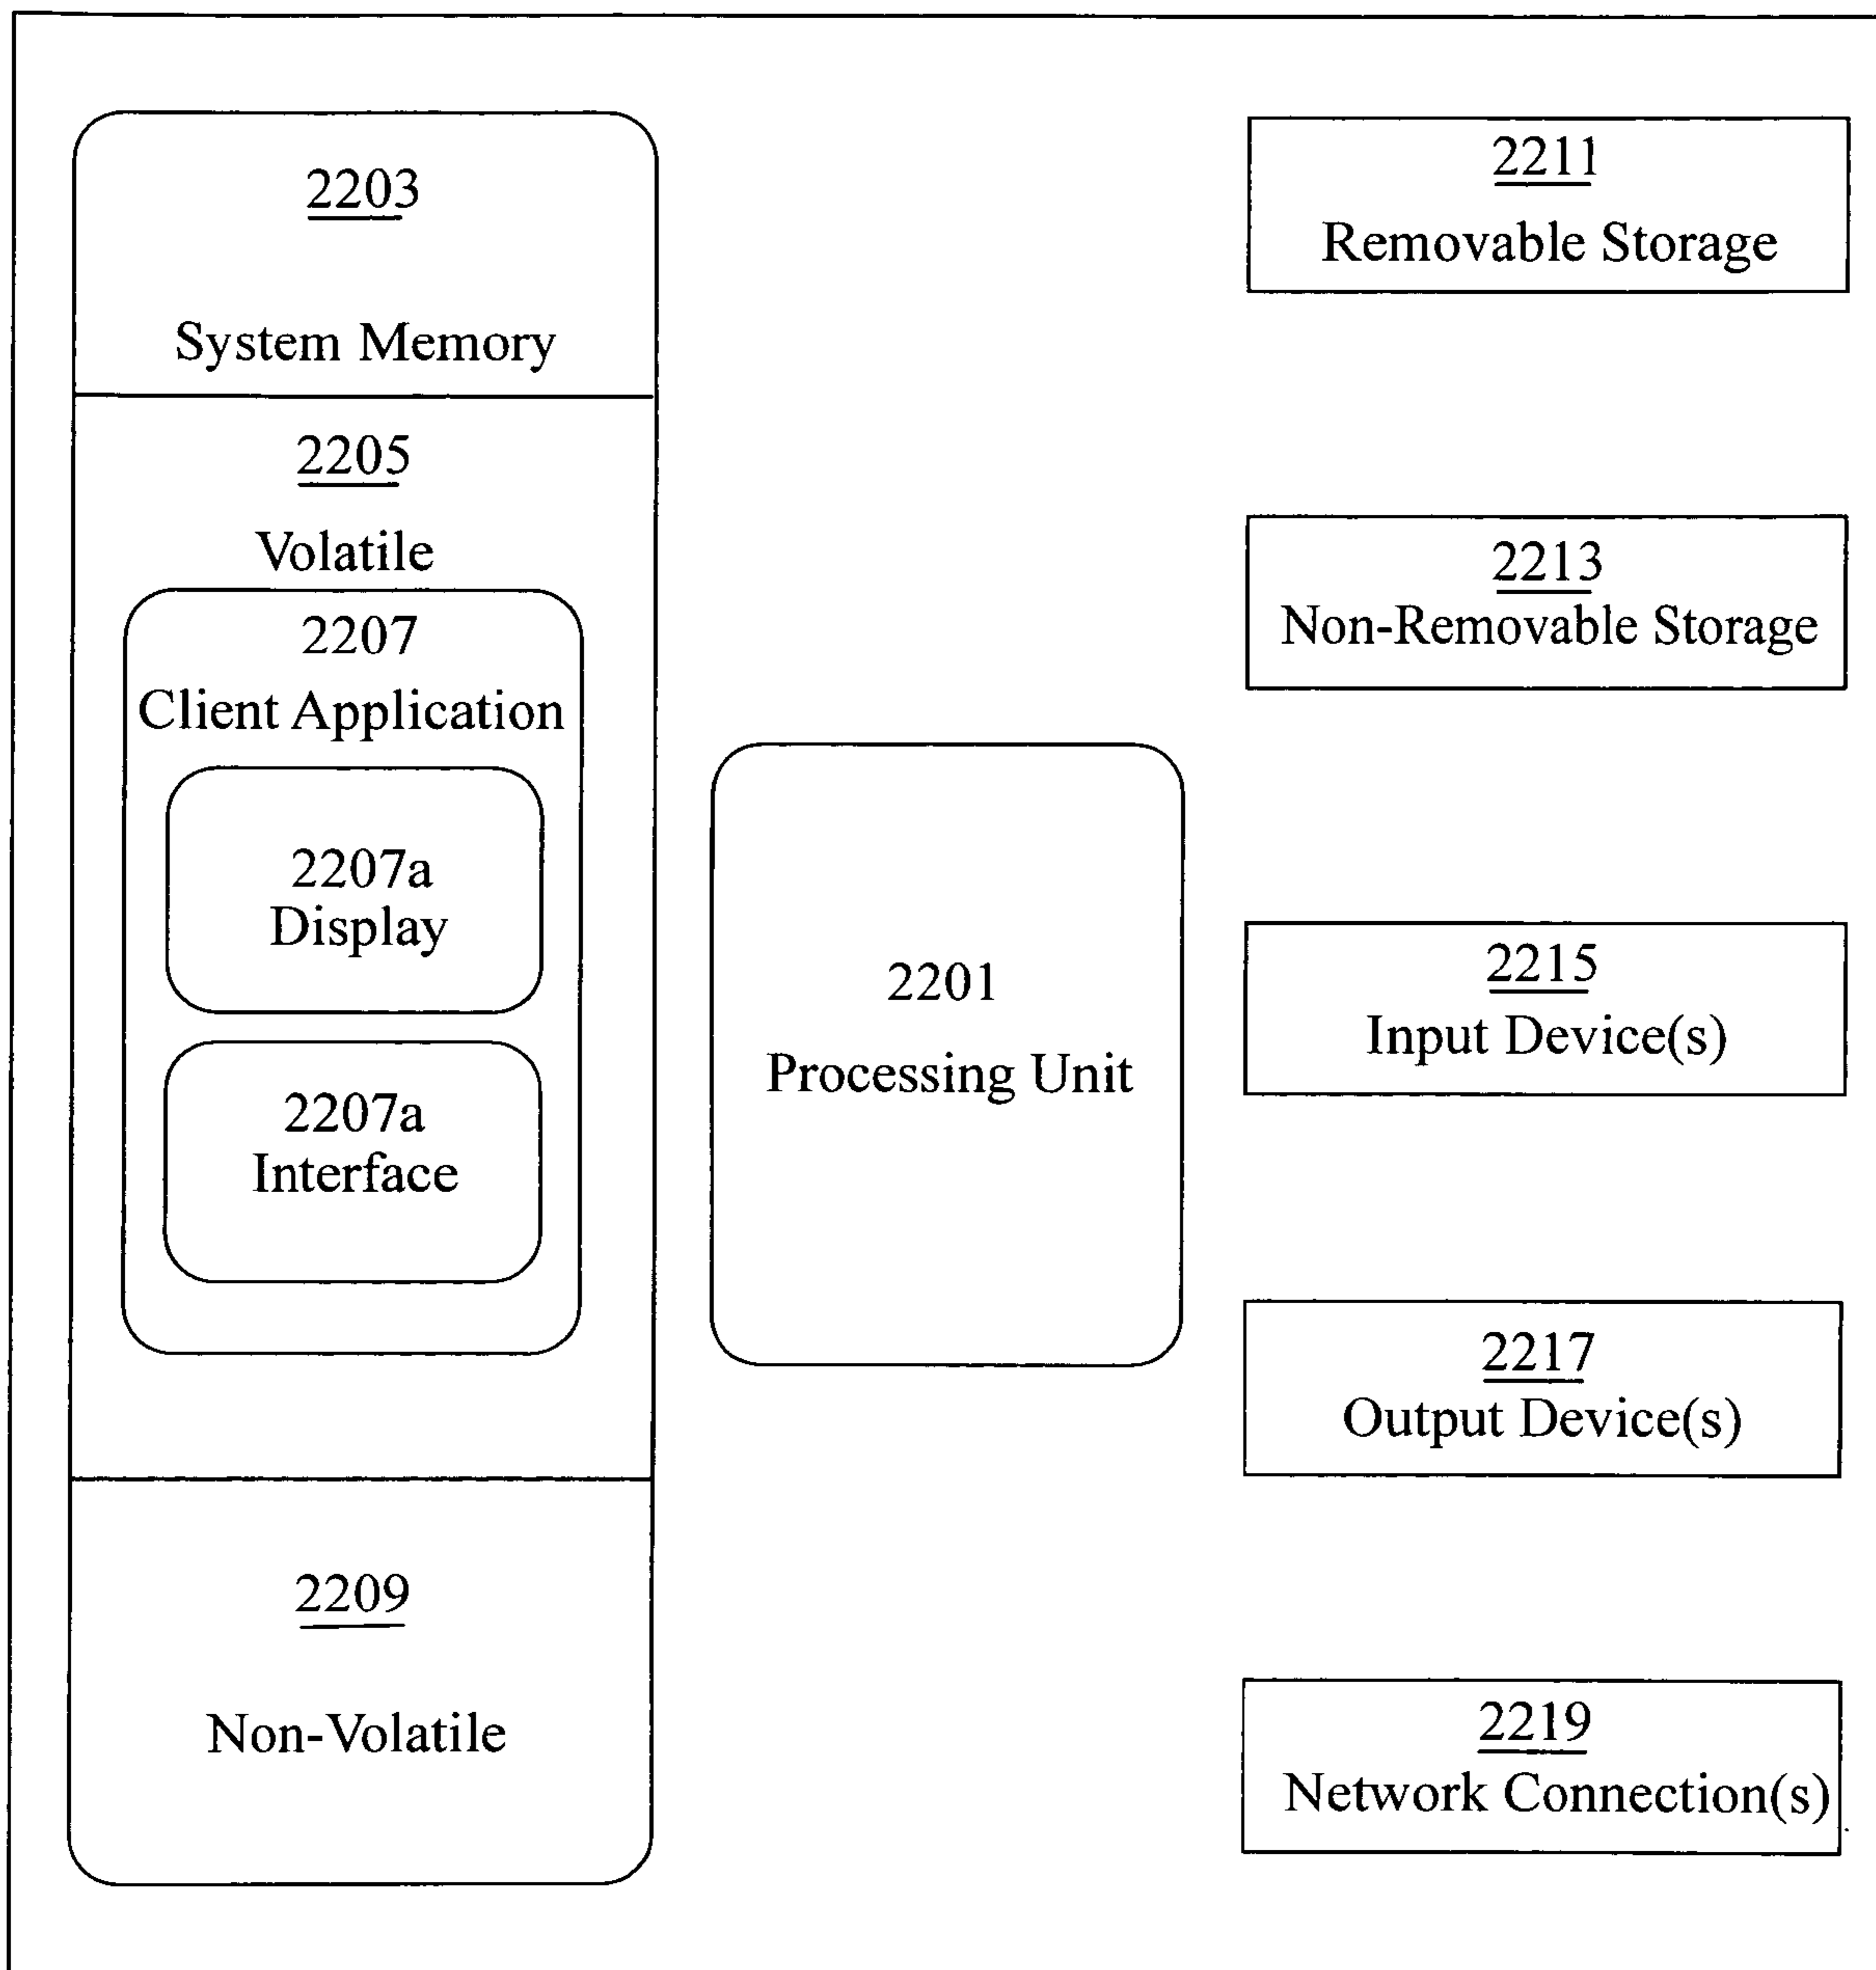 2203
System Memory
2205
Volatile
2207
Client Application
2207a
Display
2207a
Interface
2209
Non-Volatile
2201
Processing Unit
2211
Removable Storage
2213
Non-Removable Storage
2215
Input Device(s)
2217
Output Device(s)
2219
Network Connection(s)